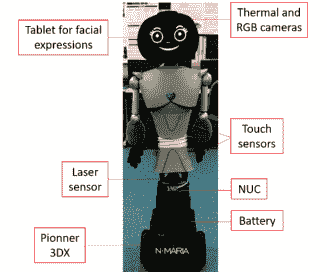 Tablet for facial
expressions
Thermal and
RGB cameras
Touch
sensors
Laser
sensor
NUC
Battery
Pionner
3DX
N-MARIA